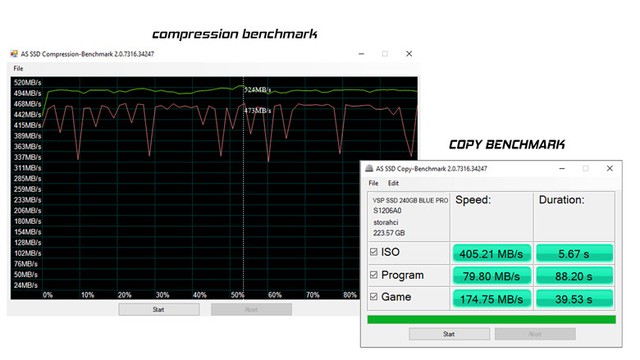 compression benchmark
AS SSD Compression-Benchmark 2.0.7316.34247
File
520MB/s
494MB/s
468MB/s
442MB/s
415MB/s
389MB/s
363MB/s
337MB/s
311MB/s
285MB/s
259MB/s
233MB/s
206MB/s
180MB/s
154MB/s
128MB/s
102MB/s
76MB/s
50MB/s
24MB/s
473MB/s
0% 10% 20% 30% 40% 50% 60% 70% 80%
Start Abort
COPY BENCHMARK
AS SSD Copy-Benchmark 2.0.7316.34247
File Edit
VSP SSD 240GB BLUE PRO
S1206A0
storahci
223.57 GB
Speed: Duration:
ISO 405.21 MB/s 5.67 s
Program 79.80 MB/s 88.20 s
Game 174.75 MB/s 39.53 s
Start Abort